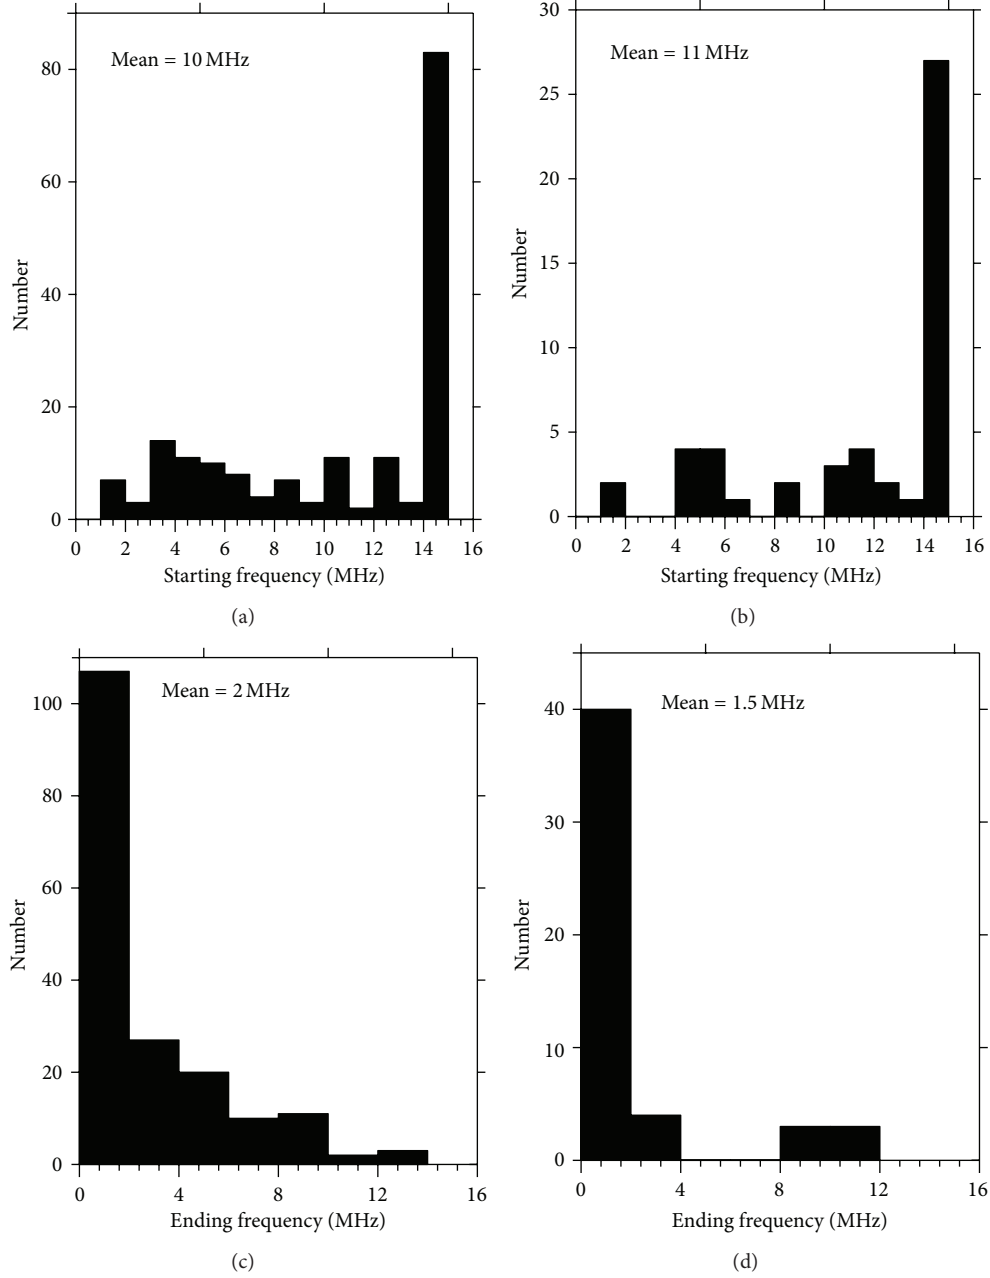 Mean = 10 MHz
80
60
40
20
0
Number
0 2 4 6 8 10 12 14 16
Starting frequency (MHz)
(a)
Mean = 11 MHz
30
25
20
15
10
5
0
Number
0 2 4 6 8 10 12 14 16
Starting frequency (MHz)
(b)
Mean = 2 MHz
100
80
60
40
20
0
Number
0 4 8 12 16
Ending frequency (MHz)
(c)
Mean = 1.5 MHz
40
30
20
10
0
Number
0 4 8 12 16
Ending frequency (MHz)
(d)